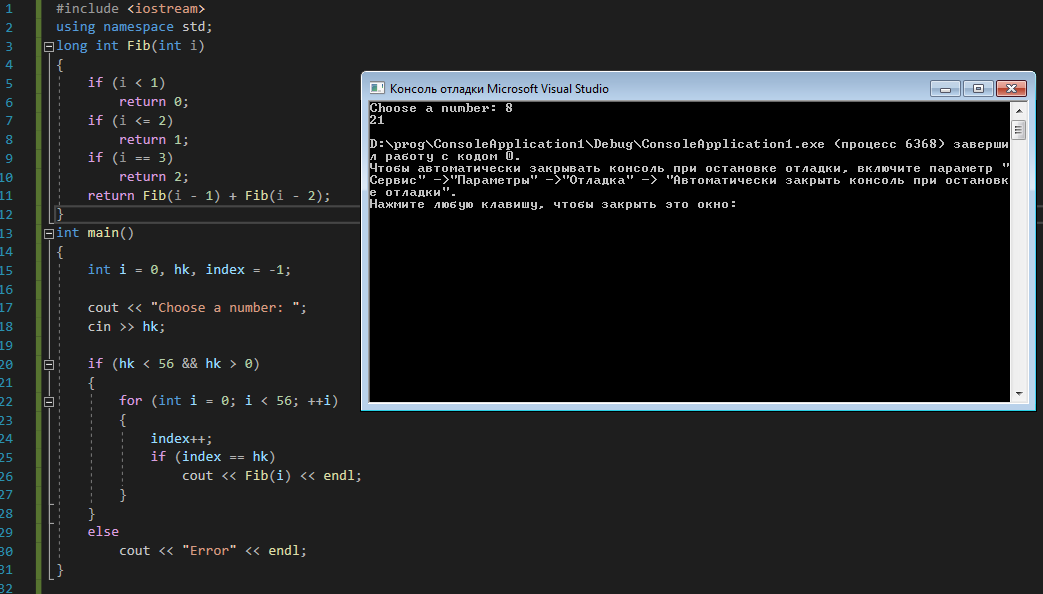 1 #include <iostream>
2 using namespace std;
3 long int Fib(int i)
4 {
5 if (i < 1)
6 return 0;
7 if (i <= 2)
8 return 1;
9 if (i == 3)
10 return 2;
11 return Fib(i - 1) + Fib(i - 2);
12 }
13 int main()
14 {
15 int i = 0, hk, index = -1;
16
17 cout << "Choose a number: ";
18 cin >> hk;
19
20 if (hk < 56 && hk > 0)
21 {
22 for (int i = 0; i < 56; ++i)
23 {
24 index++;
25 if (index == hk)
26 cout << Fib(i) << endl;
27 }
28 }
29 else
30 cout << "Error" << endl;
31 }
32
Консоль отладки Microsoft Visual Studio
Choose a number: 8
21
D:\prog\ConsoleApplication1\Debug\ConsoleApplication1.exe (процесс 6368) заверши
л работу с кодом 0.
Чтобы автоматически закрывать консоль при остановке отладки, включите параметр "
Сервис" ->"Параметры" ->"Отладка" -> "Автоматически закрыть консоль при остановк
е отладки".
Нажмите любую клавишу, чтобы закрыть это окно: